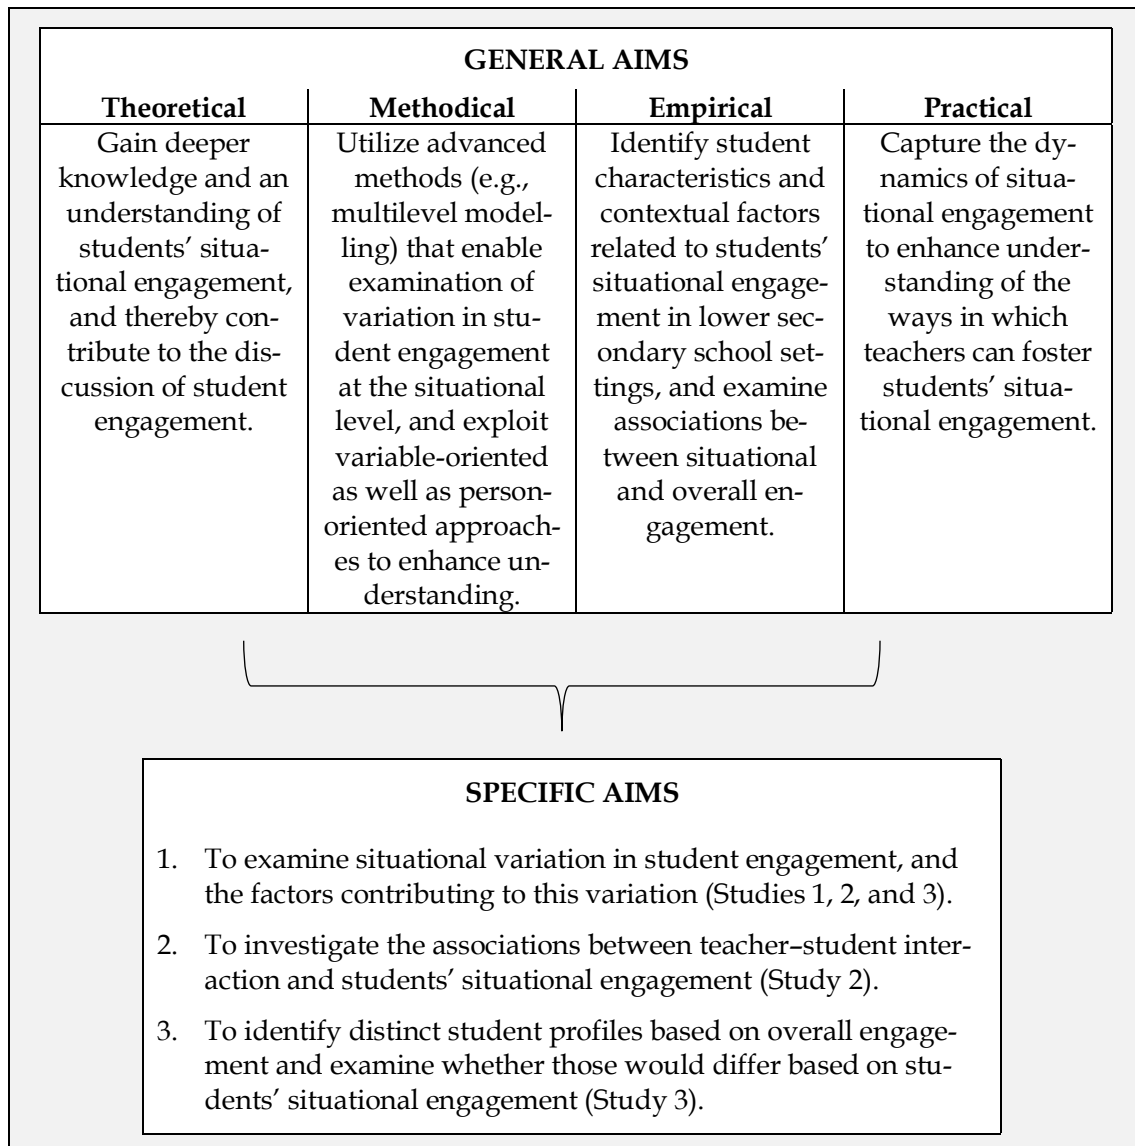 GENERAL AIMS
Theoretical
Methodical
Empirical
Practical
Gain deeper
knowledge and an
understanding of
students’ situa-
tional engagement,
and thereby con-
tribute to the dis-
cussion of student
engagement.
Utilize advanced
methods (e.g.,
multilevel model-
ling) that enable
examination of
variation in stu-
dent engagement
at the situational
level, and exploit
variable-oriented
as well as person-
oriented approach-
es to enhance un-
derstanding.
Identify student
characteristics and
contextual factors
related to students’
situational engage-
ment in lower sec-
ondary school set-
tings, and examine
associations be-
tween situational
and overall en-
gagement.
Capture the dy-
namics of situa-
tional engagement
to enhance under-
standing of the
ways in which
teachers can foster
students’ situa-
tional engagement.
SPECIFIC AIMS
1. To examine situational variation in student engagement, and
the factors contributing to this variation (Studies 1, 2, and 3).
2. To investigate the associations between teacher–student inter-
action and students’ situational engagement (Study 2).
3. To identify distinct student profiles based on overall engage-
ment and examine whether those would differ based on stu-
dents’ situational engagement (Study 3).